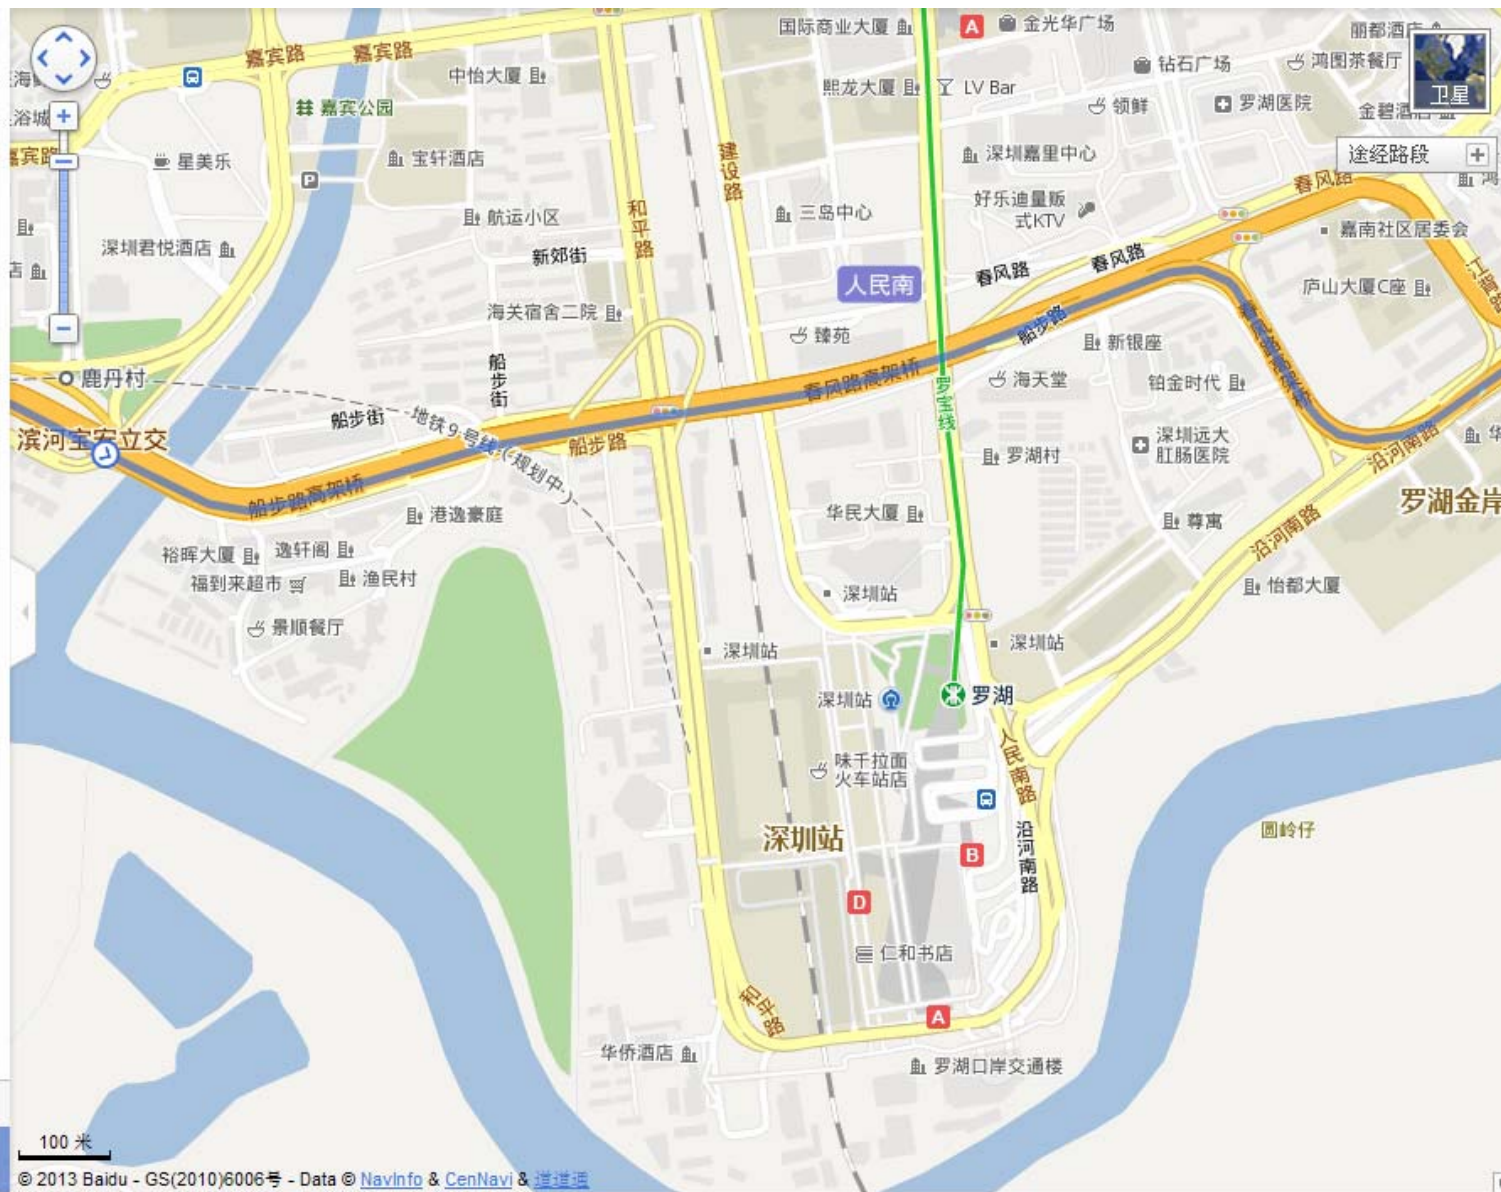 国际商业大厦
A
金光华广场
丽都酒店
嘉宾路
嘉宾路
中怡大厦
熙龙大厦
LV Bar
钻石广场
鸿图茶餐厅
卫星
领鲜
罗湖医院
嘉宾公园
浴城
嘉宾路
星美乐
P
宝轩酒店
建设路
深圳嘉里中心
途经路段
春风路
航运小区
和平路
三岛中心
好乐迪量贩
式KTV
嘉南社区居委会
深圳君悦酒店
店
新郊街
人民南
春风路
春风路
庐山大厦C座
海关宿舍二院
臻苑
船步路
新银座
春风路高架桥
鹿丹村
船步街
春风路高架桥
罗宝线
海天堂
铂金时代
船步街
地铁9号线(规划中)
滨河宝安立交
船步路
罗湖村
深圳远大
肛肠医院
沿河南路
船步路高架桥
港逸豪庭
华民大厦
尊寓
罗湖金岸
裕晖大厦
逸轩阁
沿河南路
福到来超市
渔民村
深圳站
怡都大厦
景顺餐厅
深圳站
深圳站
深圳站
罗湖
味千拉面
火车站店
人民南路
深圳站
沿河南路
圆岭仔
B
D
仁和书店
和平路
A
华侨酒店
罗湖口岸交通楼
100 米
© 2013 Baidu - GS(2010)6006号 - Data © NavInfo & CenNavi & 道道通